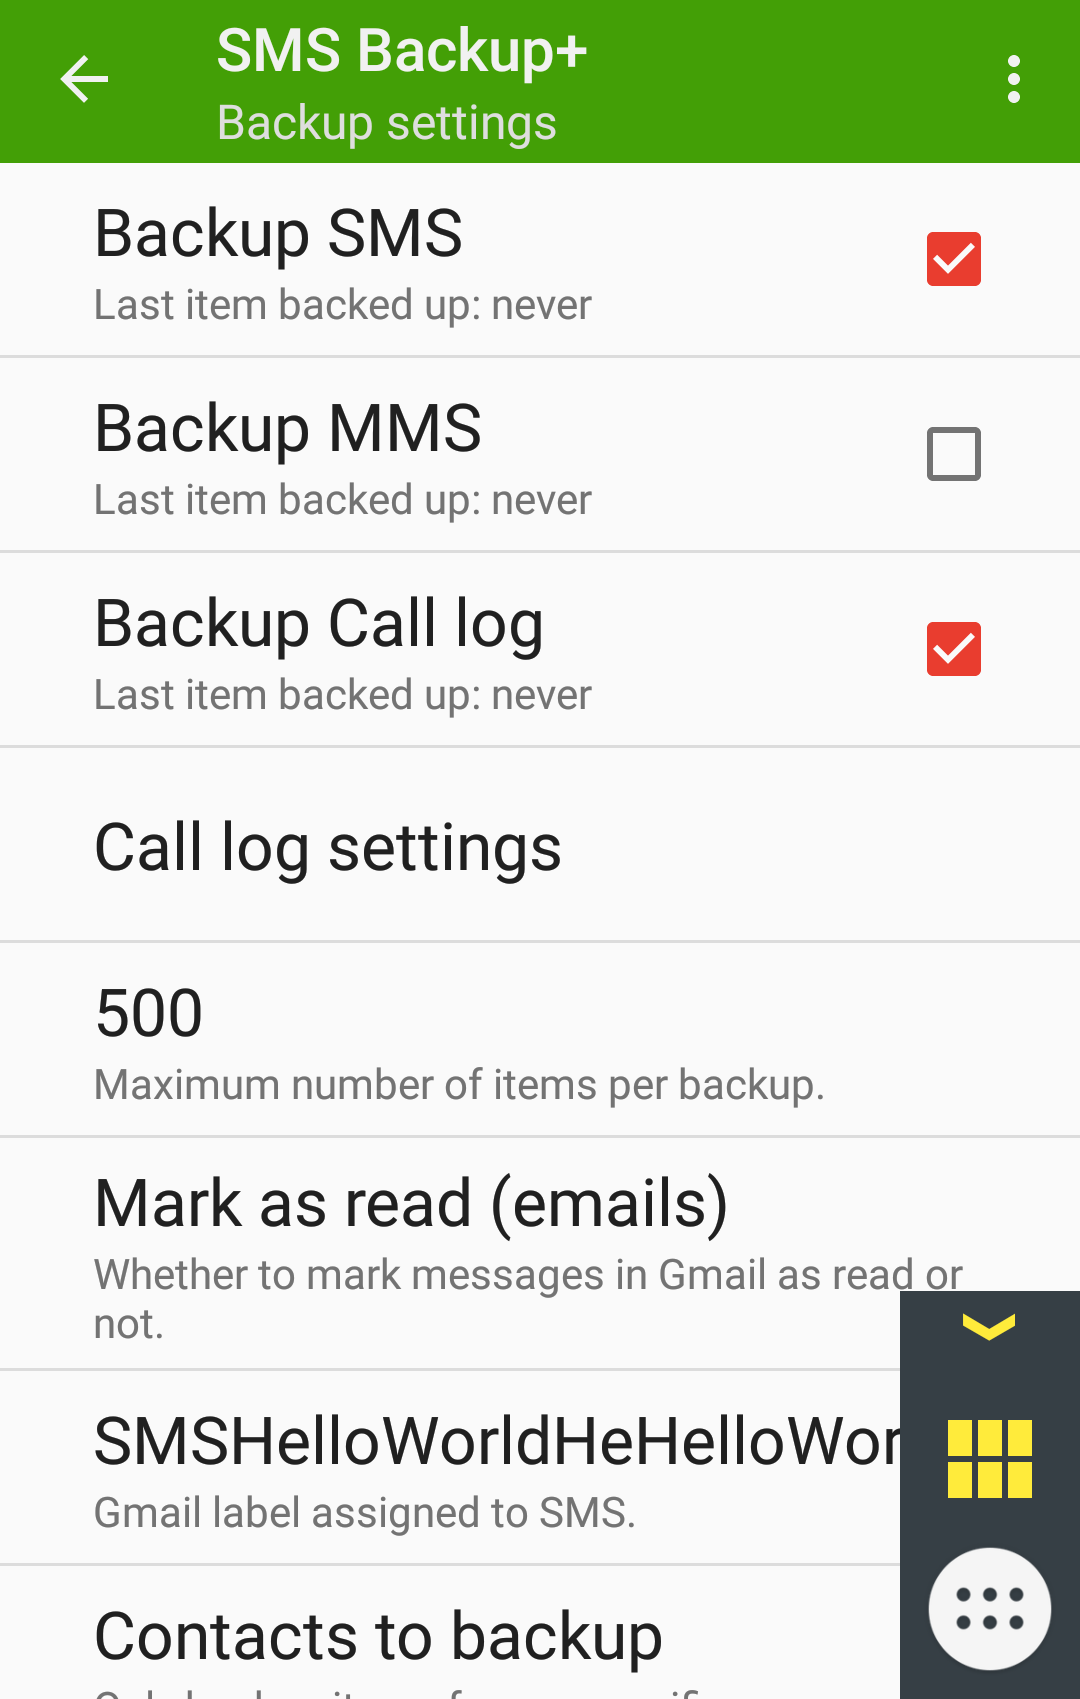 SMS Backup+
Backup settings
Backup SMS
Last item backed up: never
Backup MMS
Last item backed up: never
Backup Call log
Last item backed up: never
Call log settings
500
Maximum number of items per backup.
Mark as read (emails)
Whether to mark messages in Gmail as read or
not.
SMSHelloWorldHeHelloWor
Gmail label assigned to SMS.
Contacts to backup